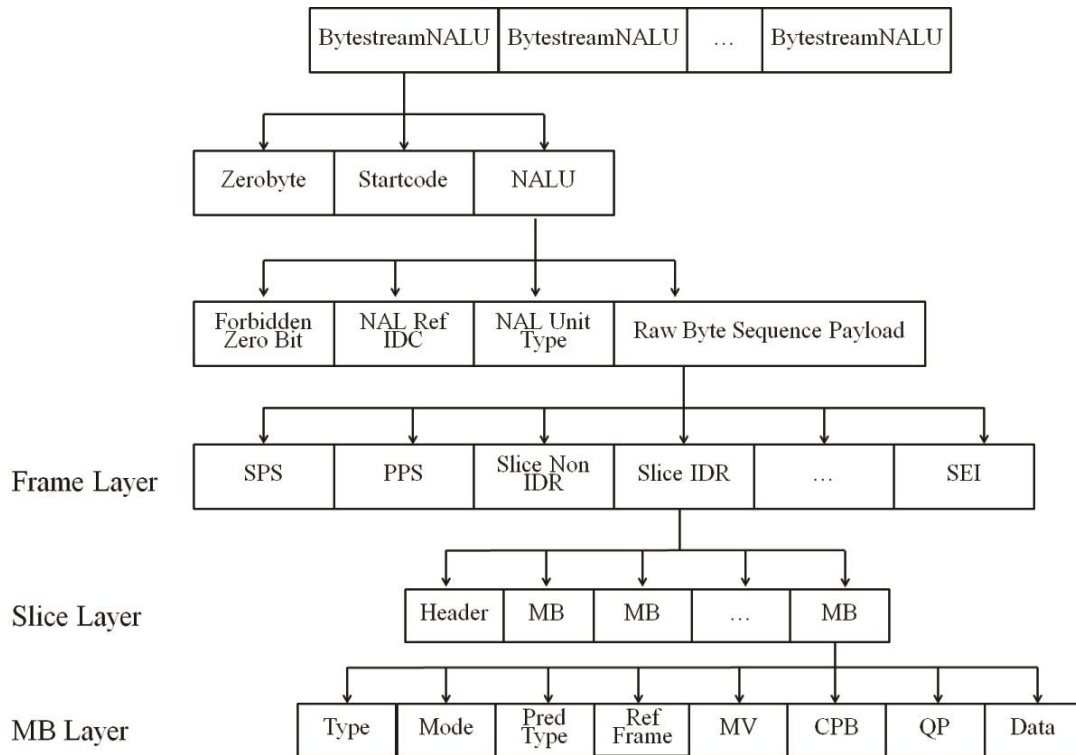 BytestreamNALU BytestreamNALU … BytestreamNALU
Zerobyte Startcode NALU
Forbidden Zero Bit
NAL Ref IDC
NAL Unit Type
Raw Byte Sequence Payload
Frame Layer
SPS
PPS
Slice Non IDR
Slice IDR
…
SEI
Slice Layer
Header MB MB … MB
MB Layer
Type
Mode
Pred Type
Ref Frame
MV
CPB
QP
Data